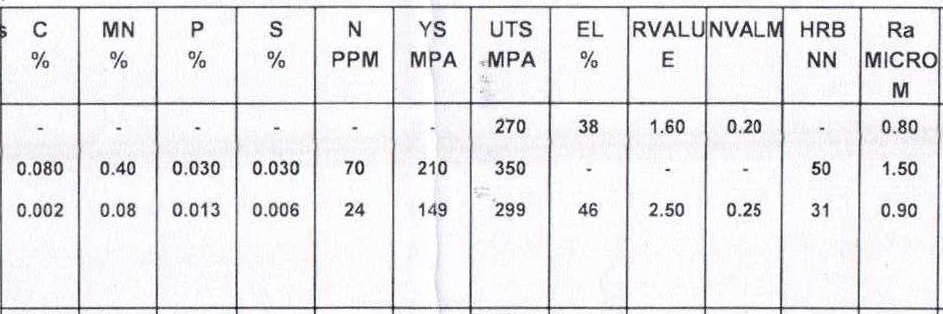 s C MN P S N YS UTS EL RVALU NVALM HRB Ra
% % % % PPM MPA MPA % E NN MICRO
M
- - - - - - 270 38 1.60 0.20 - 0.80
0.080 0.40 0.030 0.030 70 210 350 - - - 50 1.50
0.002 0.08 0.013 0.006 24 149 299 46 2.50 0.25 31 0.90